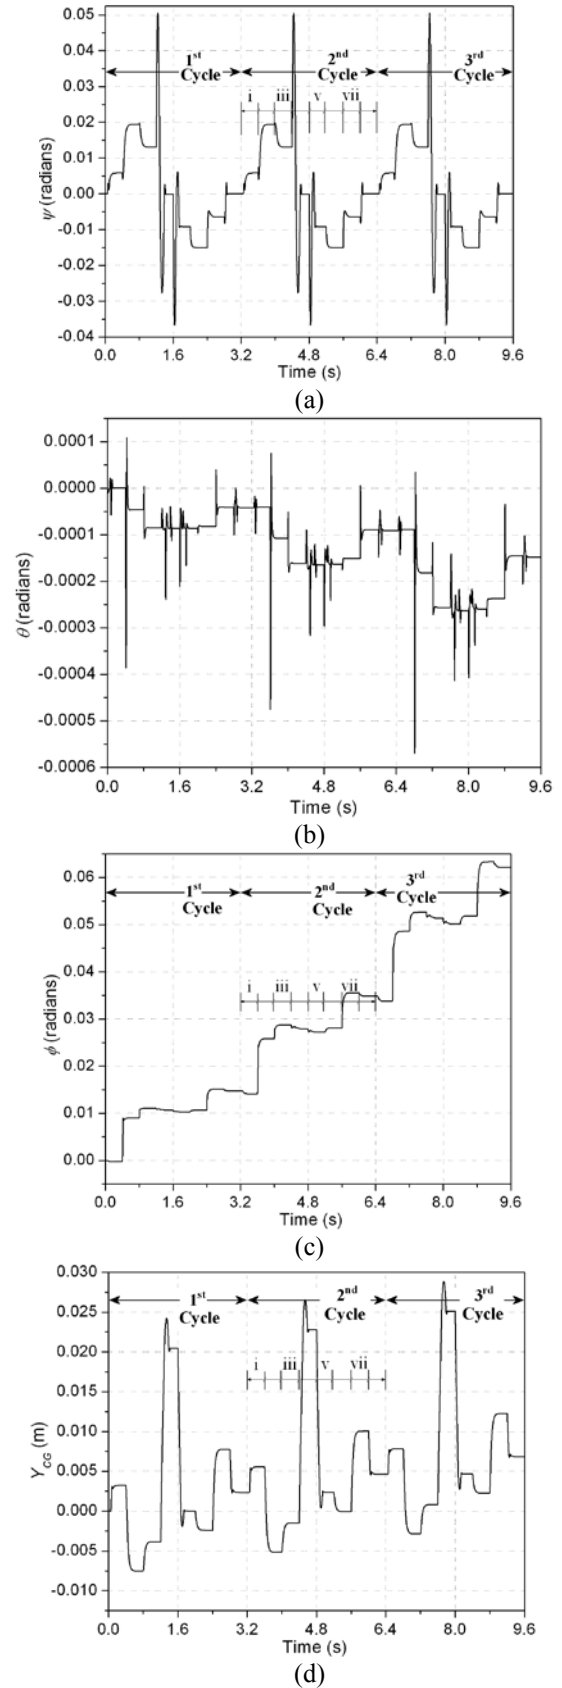 0.05
0.04
0.03
0.02
0.01
0.00
-0.01
-0.02
-0.03
-0.04
ψ (radians)
1st Cycle
2nd Cycle
3rd Cycle
i iii v vii
0.0 1.6 3.2 4.8 6.4 8.0 9.6
Time (s)
(a)
0.0001
0.0000
-0.0001
-0.0002
-0.0003
-0.0004
-0.0005
-0.0006
θ (radians)
0.0 1.6 3.2 4.8 6.4 8.0 9.6
Time (s)
(b)
0.06
0.05
0.04
0.03
0.02
0.01
0.00
ϕ (radians)
1st Cycle
2nd Cycle
3rd Cycle
i iii v vii
0.0 1.6 3.2 4.8 6.4 8.0 9.6
Time (s)
(c)
0.030
0.025
0.020
0.015
0.010
0.005
0.000
-0.005
-0.010
YCG (m)
1st Cycle
2nd Cycle
3rd Cycle
i iii v vii
0.0 1.6 3.2 4.8 6.4 8.0 9.6
Time (s)
(d)